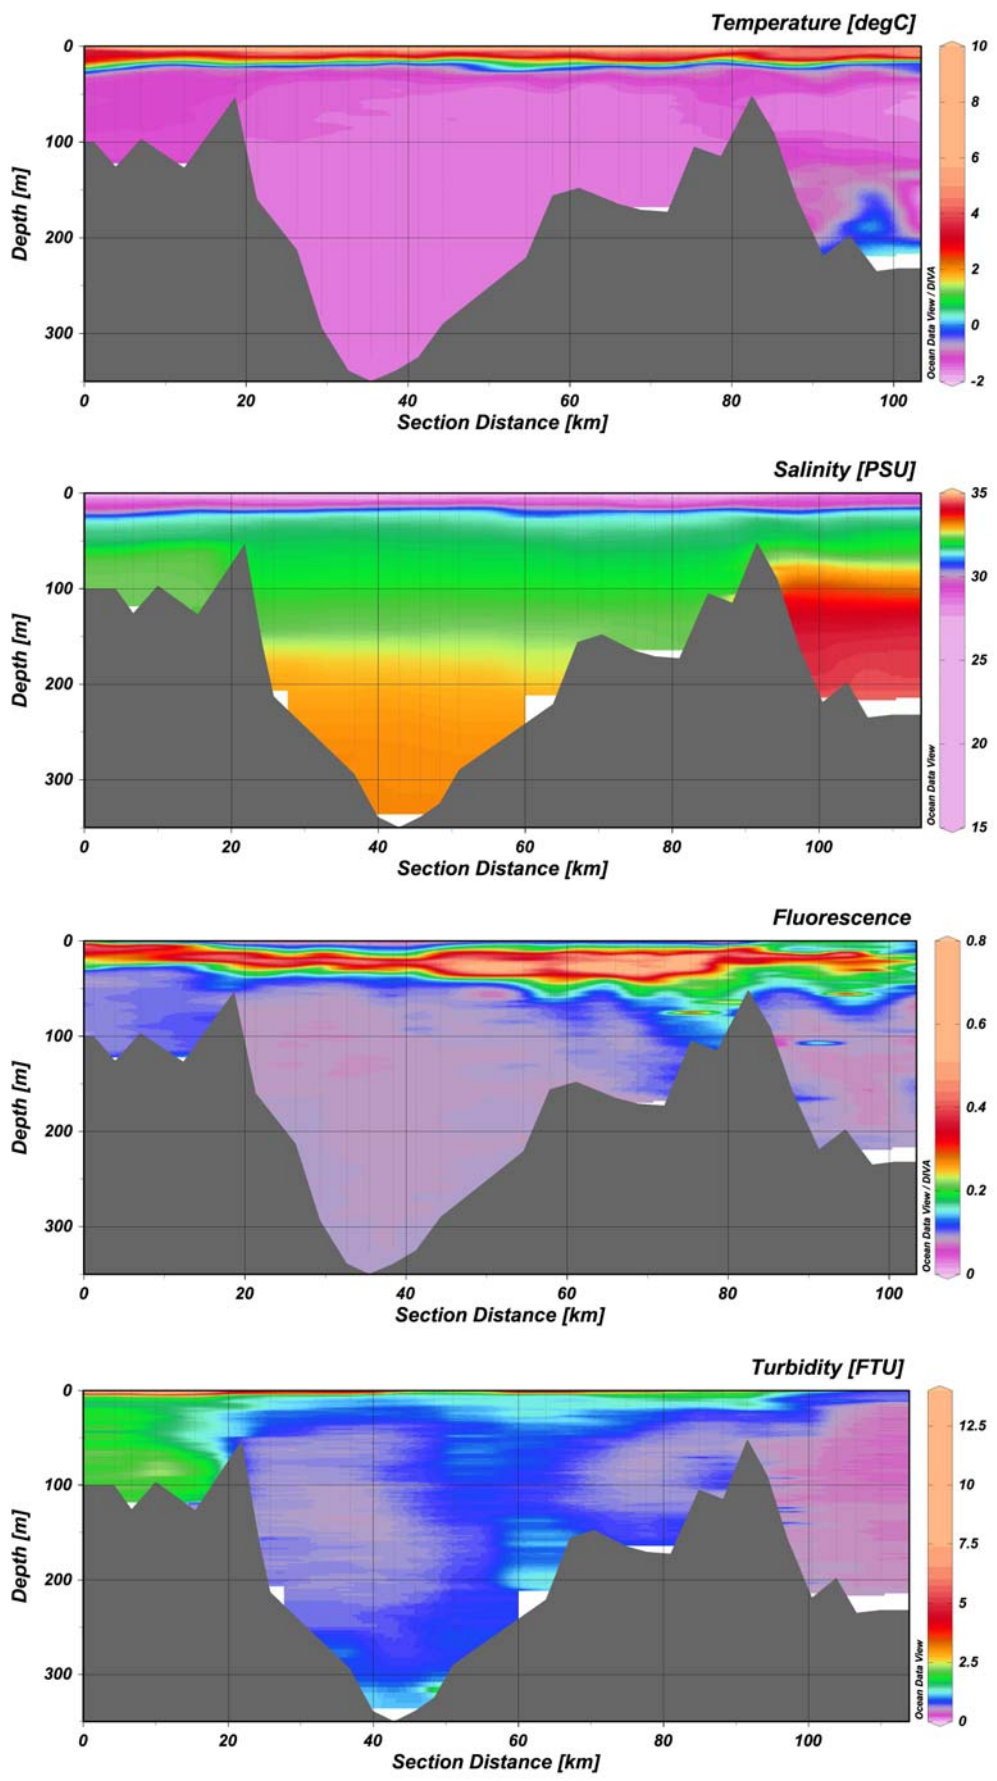 Temperature [degC]
0
100
200
300
Depth [m]
0 20 40 60 80 100
Section Distance [km]
10
8
6
4
2
0
-2
Ocean Data View / DIVA
Salinity [PSU]
0
100
200
300
Depth [m]
0 20 40 60 80 100
Section Distance [km]
35
30
25
20
15
Ocean Data View
Fluorescence
0
100
200
300
Depth [m]
0 20 40 60 80 100
Section Distance [km]
0.8
0.6
0.4
0.2
0
Ocean Data View / DIVA
Turbidity [FTU]
0
100
200
300
Depth [m]
0 20 40 60 80 100
Section Distance [km]
12.5
10
7.5
5
2.5
0
Ocean Data View